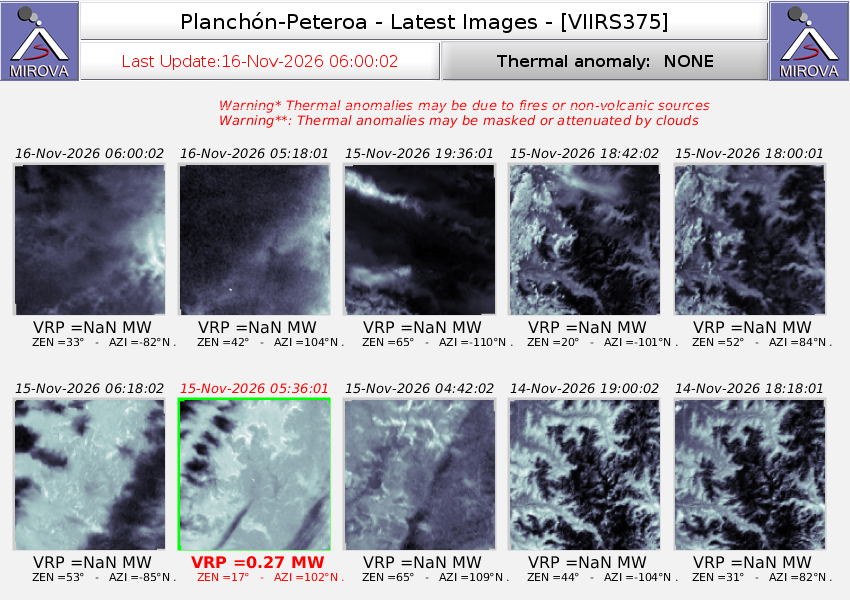 Planchón-Peteroa - Latest Images - [VIIRS375]
MIROVA
Last Update:16-Nov-2026 06:00:02
Thermal anomaly: NONE
MIROVA
Warning* Thermal anomalies may be due to fires or non-volcanic sources
Warning**: Thermal anomalies may be masked or attenuated by clouds
16-Nov-2026 06:00:02 16-Nov-2026 05:18:01 15-Nov-2026 19:36:01 15-Nov-2026 18:42:02 15-Nov-2026 18:00:01
VRP =NaN MW VRP =NaN MW VRP =NaN MW VRP =NaN MW VRP =NaN MW
ZEN =33° - AZI =-82°N . ZEN =42° - AZI =104°N . ZEN =65° - AZI =-110°N . ZEN =20° - AZI =-101°N . ZEN =52° - AZI =84°N .
15-Nov-2026 06:18:02 15-Nov-2026 05:36:01 15-Nov-2026 04:42:02 14-Nov-2026 19:00:02 14-Nov-2026 18:18:01
VRP =NaN MW VRP =0.27 MW VRP =NaN MW VRP =NaN MW VRP =NaN MW
ZEN =53° - AZI =-85°N . ZEN =17° - AZI =102°N . ZEN =65° - AZI =109°N . ZEN =44° - AZI =-104°N . ZEN =31° - AZI =82°N .